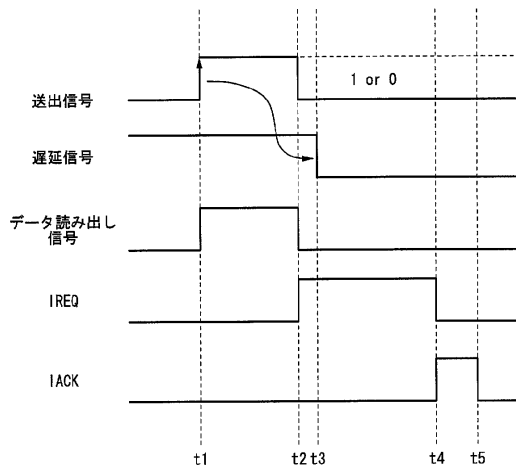 1 or 0
送出信号
遅延信号
データ読み出し
信号
IREQ
IACK
t1
t2
t3
t4
t5